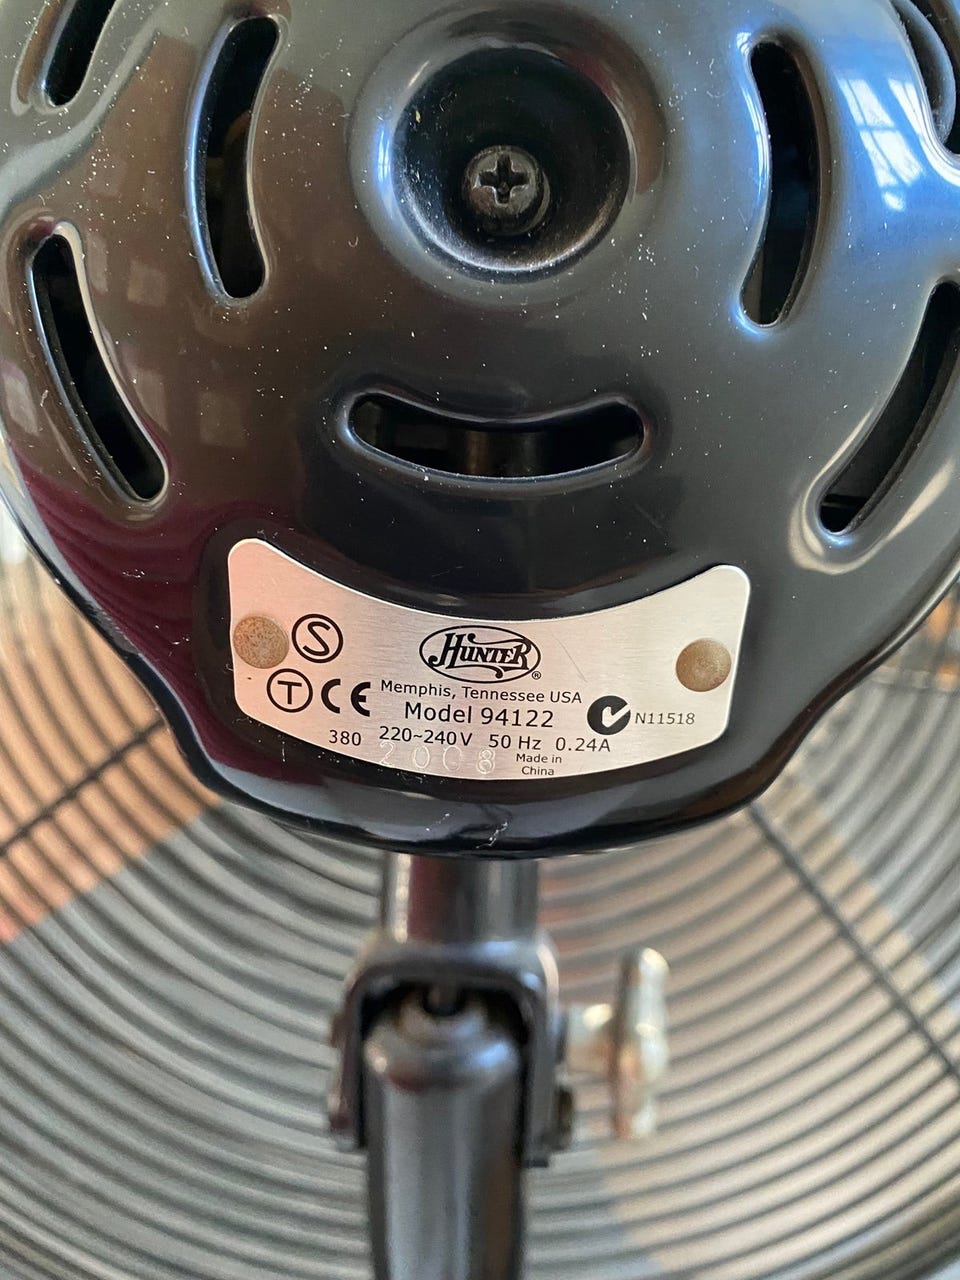 S
HUNTER®
T CE
Memphis, Tennessee USA
Model 94122
N11518
380 220~240V 50 Hz 0.24A
2008
Made in
China